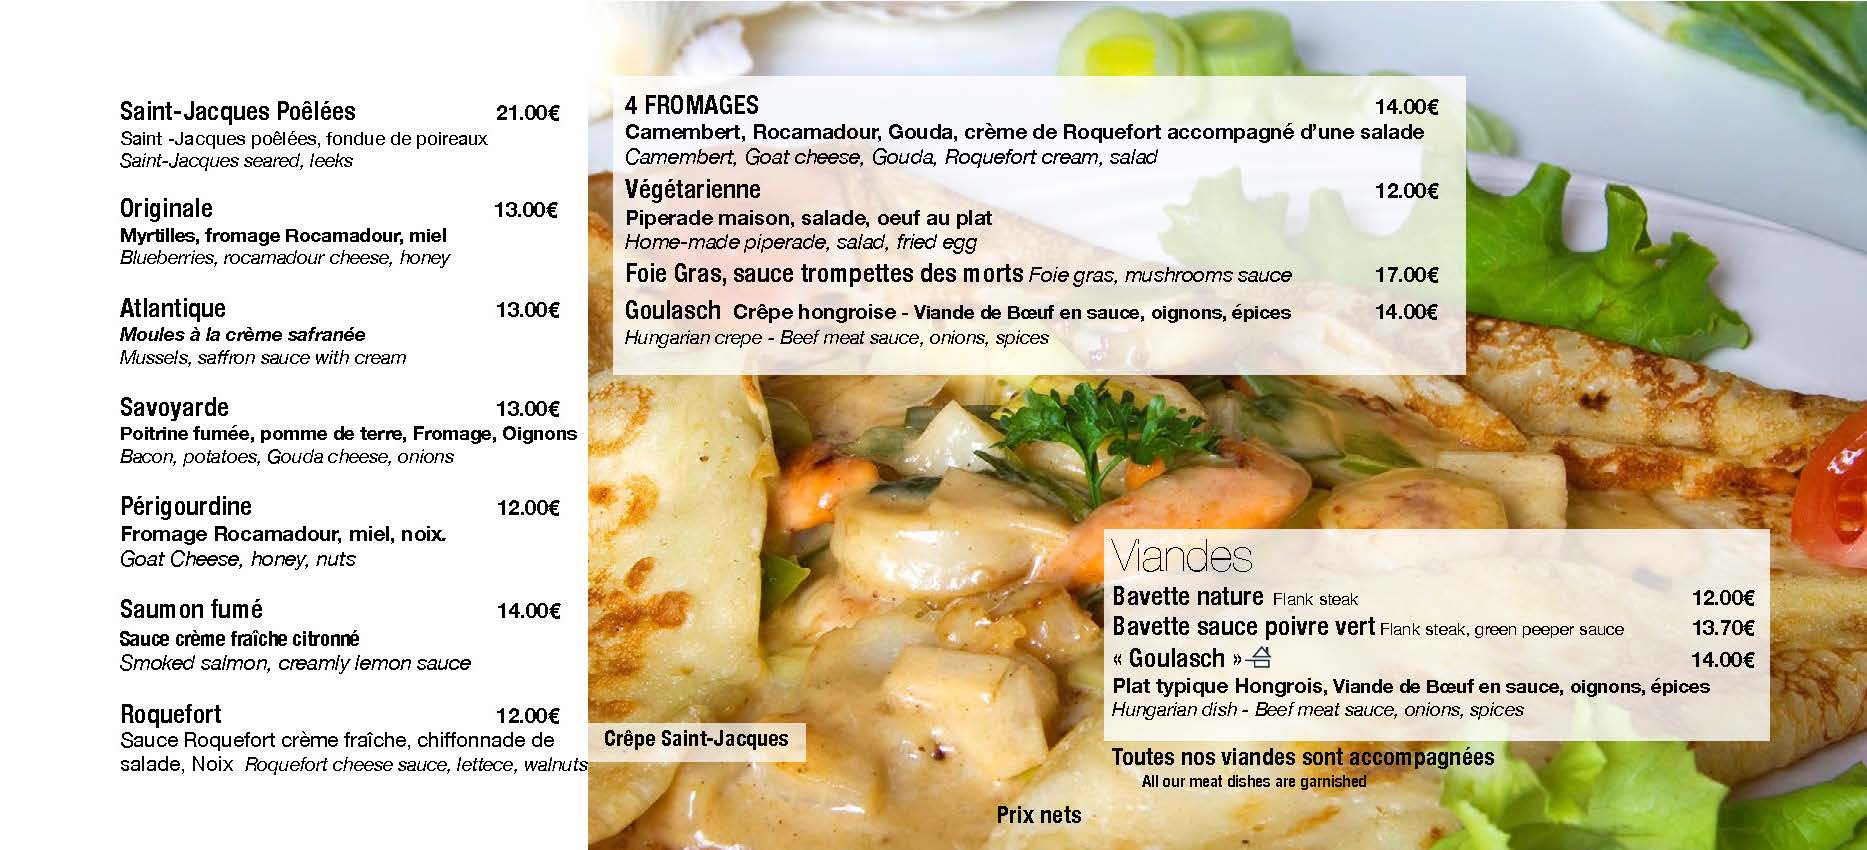 Saint-Jacques Poêlées 21.00€
Saint -Jacques poêlées, fondue de poireaux
Saint-Jacques seared, leeks
Originale 13.00€
Myrtilles, fromage Rocamadour, miel
Blueberries, rocamadour cheese, honey
Atlantique 13.00€
Moules à la crème safranée
Mussels, saffron sauce with cream
Savoyarde 13.00€
Poitrine fumée, pomme de terre, Fromage, Oignons
Bacon, potatoes, Gouda cheese, onions
Périgourdine 12.00€
Fromage Rocamadour, miel, noix.
Goat Cheese, honey, nuts
Saumon fumé 14.00€
Sauce crème fraîche citronné
Smoked salmon, creamly lemon sauce
Roquefort 12.00€
Sauce Roquefort crème fraîche, chiffonnade de
salade, Noix Roquefort cheese sauce, lettece, walnuts
4 FROMAGES 14.00€
Camembert, Rocamadour, Gouda, crème de Roquefort accompagné d'une salade
Camembert, Goat cheese, Gouda, Roquefort cream, salad
Végétarienne 12.00€
Piperade maison, salade, oeuf au plat
Home-made piperade, salad, fried egg
Foie Gras, sauce trompettes des morts Foie gras, mushrooms sauce 17.00€
Goulasch Crêpe hongroise - Viande de Bœuf en sauce, oignons, épices 14.00€
Hungarian crepe - Beef meat sauce, onions, spices
Crêpe Saint-Jacques
Viandes
Bavette nature Flank steak 12.00€
Bavette sauce poivre vert Flank steak, green peeper sauce 13.70€
« Goulasch » 14.00€
Plat typique Hongrois, Viande de Bœuf en sauce, oignons, épices
Hungarian dish - Beef meat sauce, onions, spices
Toutes nos viandes sont accompagnées
All our meat dishes are garnished
Prix nets